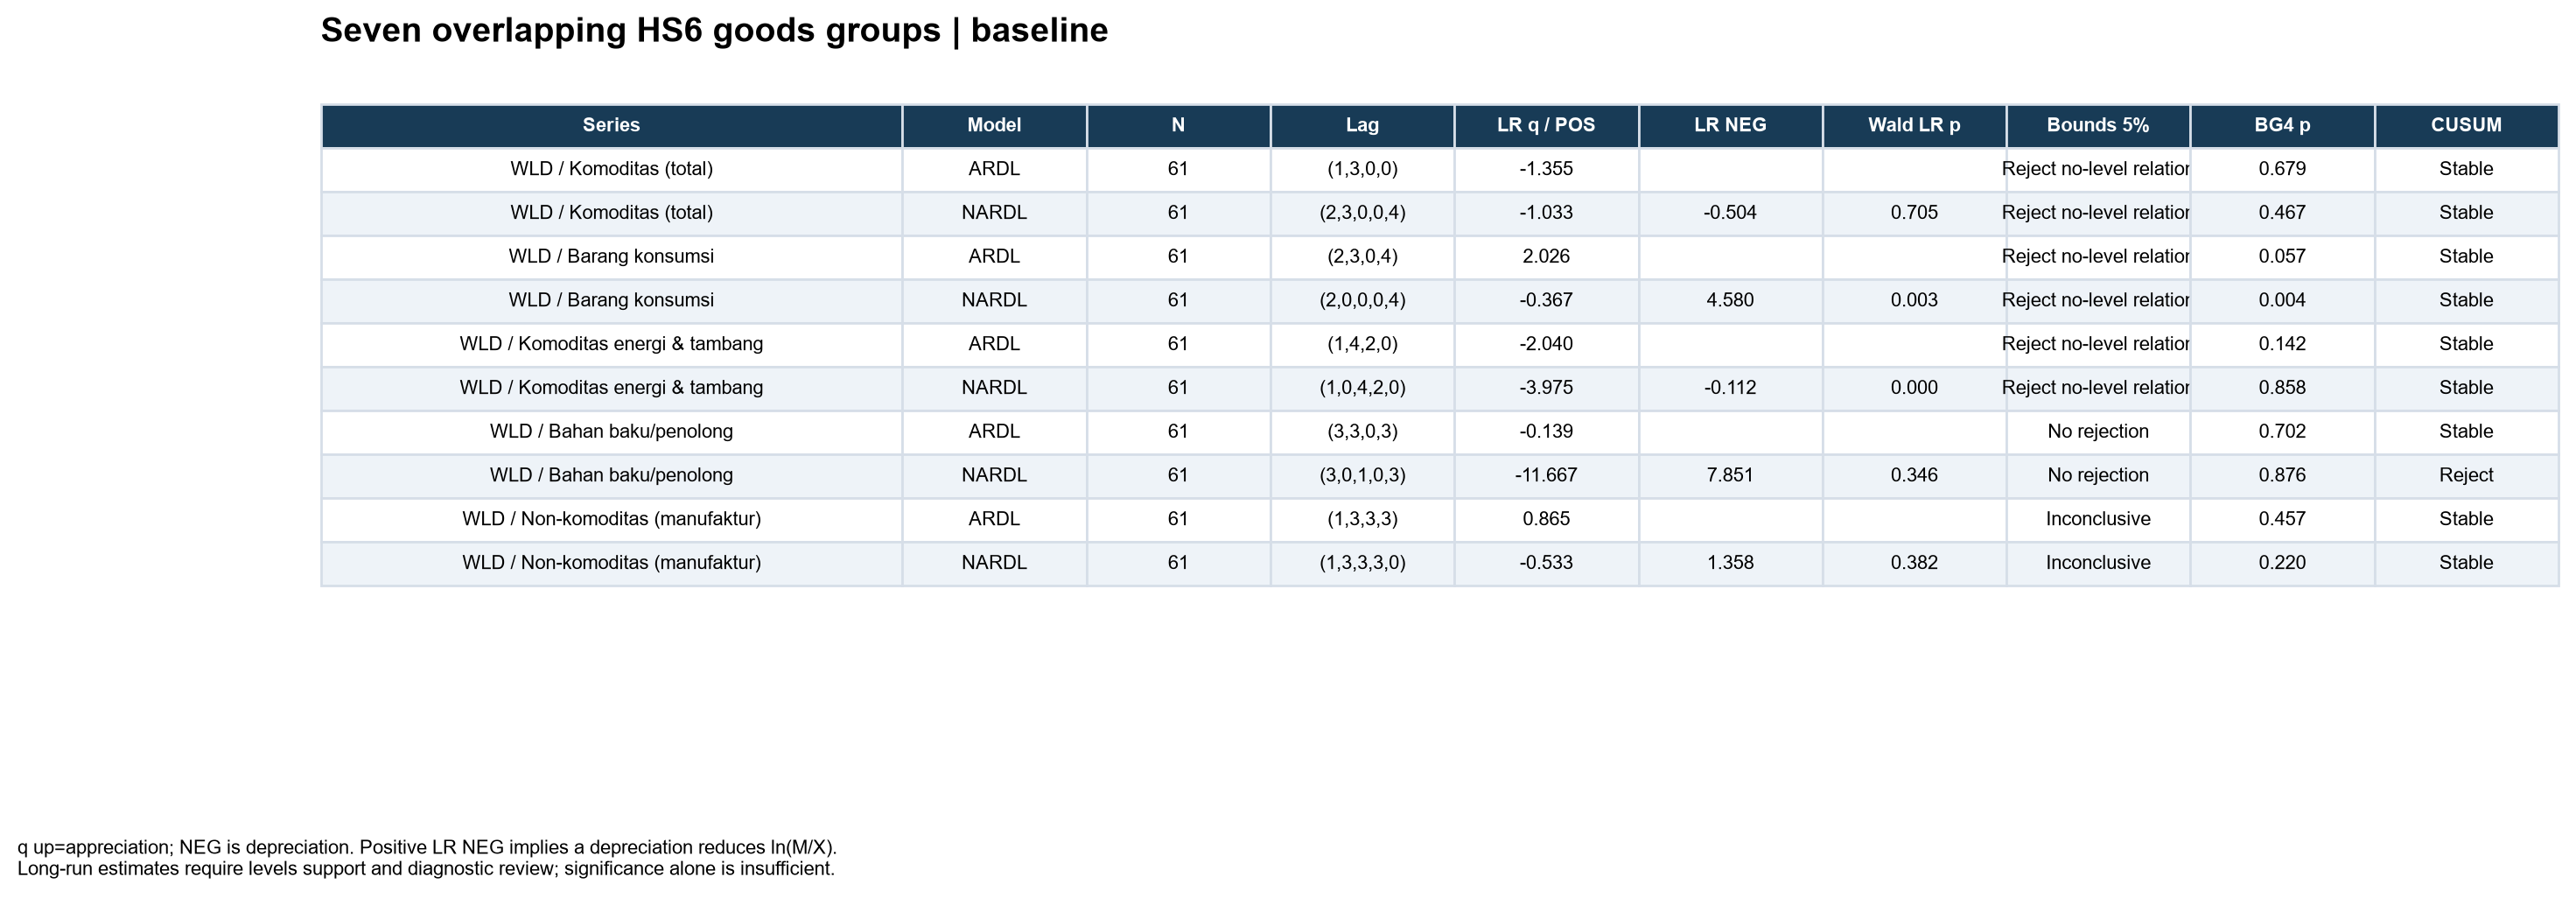 Seven overlapping HS6 goods groups | baseline
Series Model N Lag LR q / POS LR NEG Wald LR p Bounds 5% BG4 p CUSUM
WLD / Komoditas (total) ARDL 61 (1,3,0,0) -1.355 Reject no-level relation 0.679 Stable
WLD / Komoditas (total) NARDL 61 (2,3,0,0,4) -1.033 -0.504 0.705 Reject no-level relation 0.467 Stable
WLD / Barang konsumsi ARDL 61 (2,3,0,4) 2.026 Reject no-level relation 0.057 Stable
WLD / Barang konsumsi NARDL 61 (2,0,0,0,4) -0.367 4.580 0.003 Reject no-level relation 0.004 Stable
WLD / Komoditas energi & tambang ARDL 61 (1,4,2,0) -2.040 Reject no-level relation 0.142 Stable
WLD / Komoditas energi & tambang NARDL 61 (1,0,4,2,0) -3.975 -0.112 0.000 Reject no-level relation 0.858 Stable
WLD / Bahan baku/penolong ARDL 61 (3,3,0,3) -0.139 No rejection 0.702 Stable
WLD / Bahan baku/penolong NARDL 61 (3,0,1,0,3) -11.667 7.851 0.346 No rejection 0.876 Reject
WLD / Non-komoditas (manufaktur) ARDL 61 (1,3,3,3) 0.865 Inconclusive 0.457 Stable
WLD / Non-komoditas (manufaktur) NARDL 61 (1,3,3,3,0) -0.533 1.358 0.382 Inconclusive 0.220 Stable
q up=appreciation; NEG is depreciation. Positive LR NEG implies a depreciation reduces ln(M/X).
Long-run estimates require levels support and diagnostic review; significance alone is insufficient.